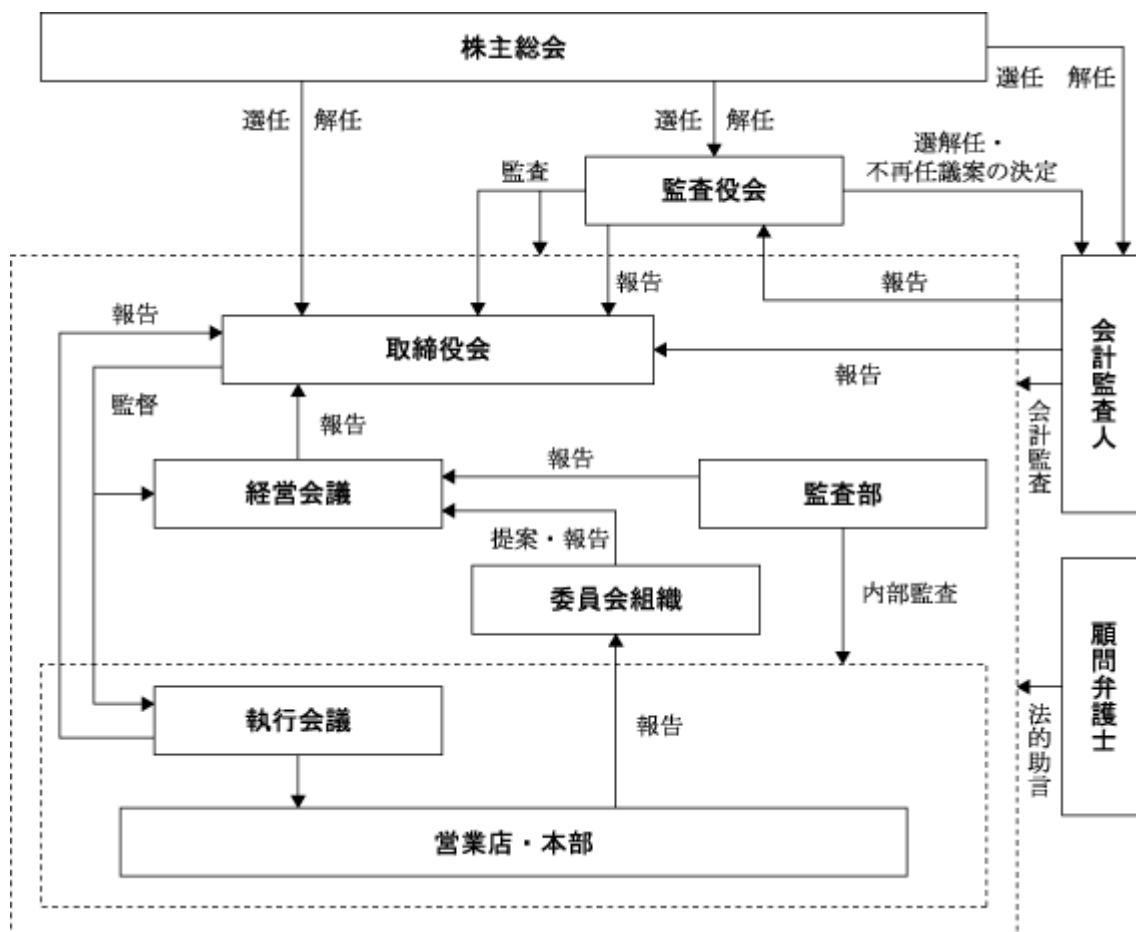 株主総会
選任 解任
選任 解任
選任 解任
監査
監査役会
選解任・
不再任議案の決定
報告
報告
報告
取締役会
報告
会計監査人
監督
報告
会計監査
経営会議
報告
監査部
提案・報告
委員会組織
内部監査
顧問弁護士
執行会議
報告
法的助言
営業店・本部